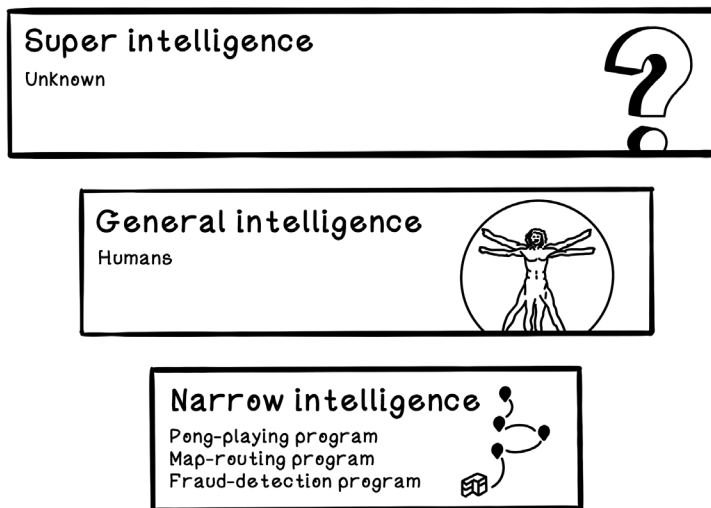 Super intelligence
Unknown
General intelligence
Humans
Narrow intelligence
Pong-playing program
Map-routing program
Fraud-detection program